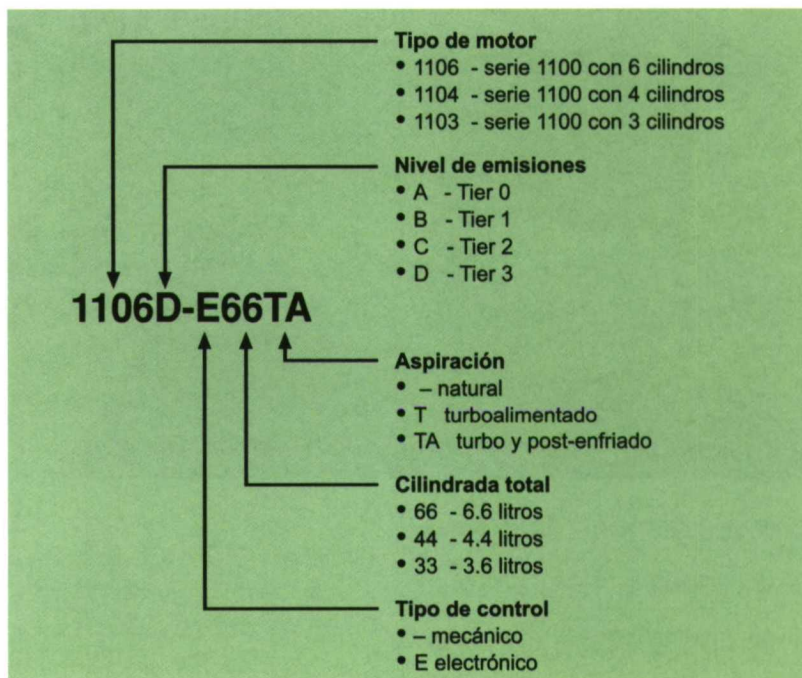 Tipo de motor
• 1106 - serie 1100 con 6 cilindros
• 1104 - serie 1100 con 4 cilindros
• 1103 - serie 1100 con 3 cilindros
Nivel de emisiones
• A - Tier 0
• B - Tier 1
• C - Tier 2
• D - Tier 3
1106D-E66TA
Aspiración
• – natural
• T turboalimentado
• TA turbo y post-enfriado
Cilindrada total
• 66 - 6.6 litros
• 44 - 4.4 litros
• 33 - 3.6 litros
Tipo de control
• – mecánico
• E electrónico